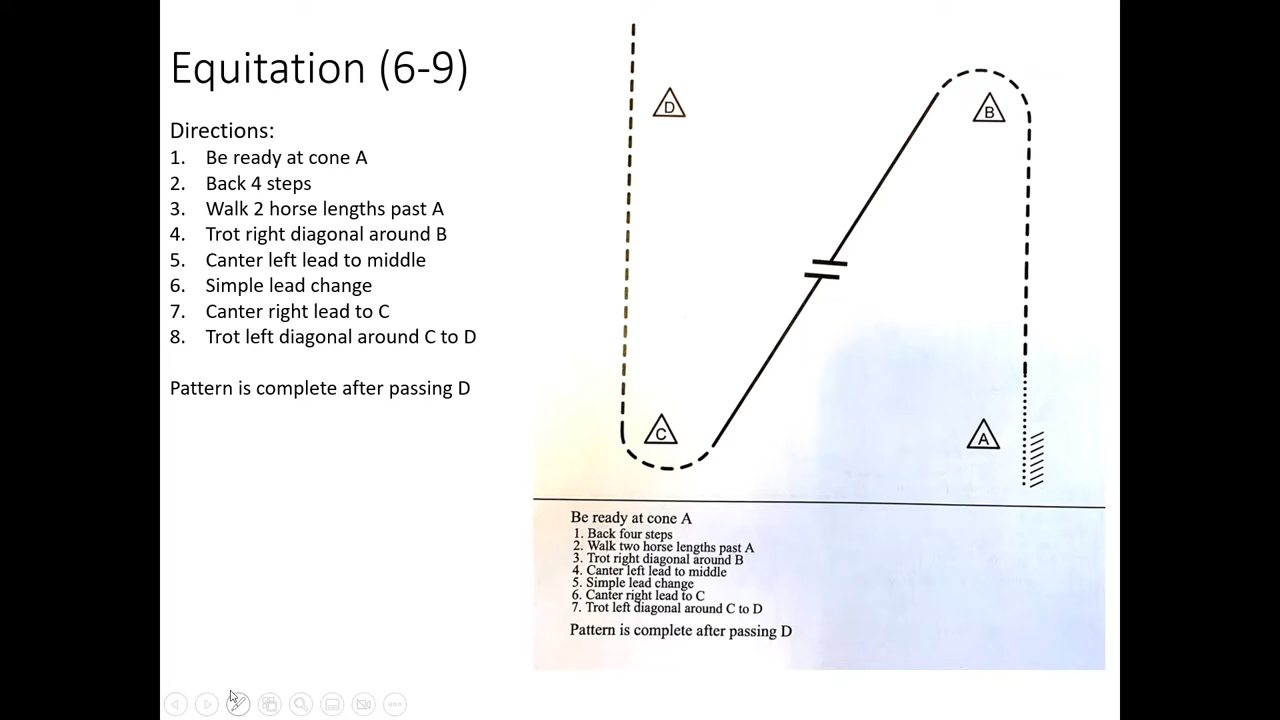 Equitation (6-9)
Directions:
1. Be ready at cone A
2. Back 4 steps
3. Walk 2 horse lengths past A
4. Trot right diagonal around B
5. Canter left lead to middle
6. Simple lead change
7. Canter right lead to C
8. Trot left diagonal around C to D
Pattern is complete after passing D
D
B
C
A
Be ready at cone A
1. Back four steps
2. Walk two horse lengths past A
3. Trot right diagonal around B
4. Canter left lead to middle
5. Simple lead change
6. Canter right lead to C
7. Trot left diagonal around C to D
Pattern is complete after passing D